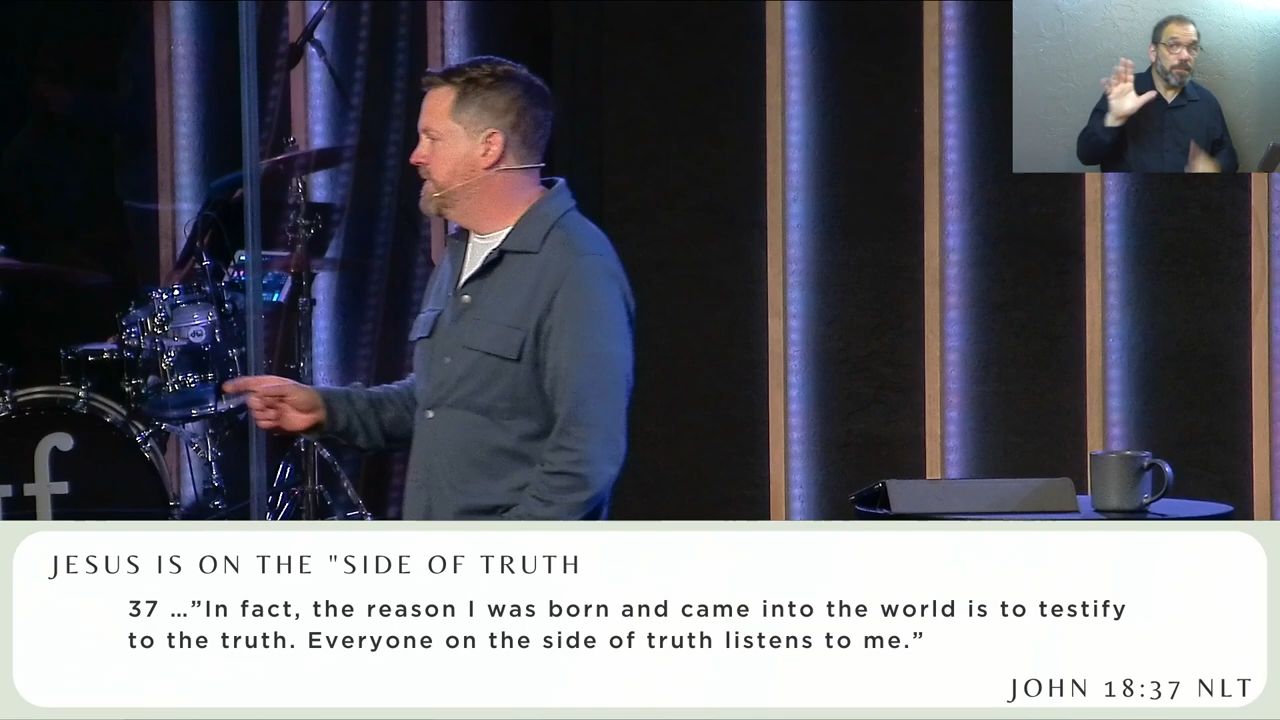 f
JESUS IS ON THE "SIDE OF TRUTH
37 …”In fact, the reason I was born and came into the world is to testify
to the truth. Everyone on the side of truth listens to me.”
JOHN 18:37 NLT